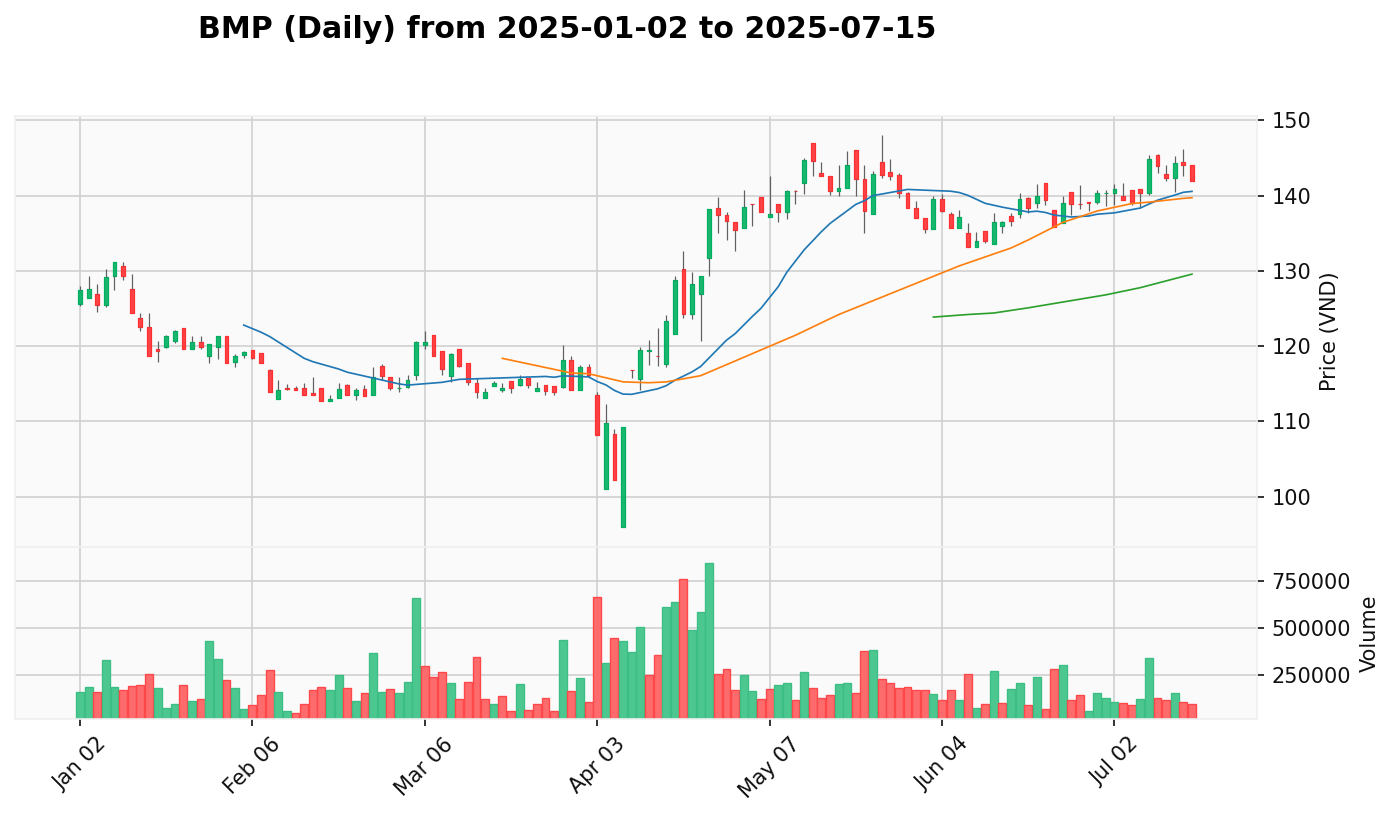 BMP (Daily) from 2025-01-02 to 2025-07-15
150
140
130
120
110
100
Price (VND)
750000
500000
250000
Volume
Jan 02
Feb 06
Mar 06
Apr 03
May 07
Jun 04
Jul 02